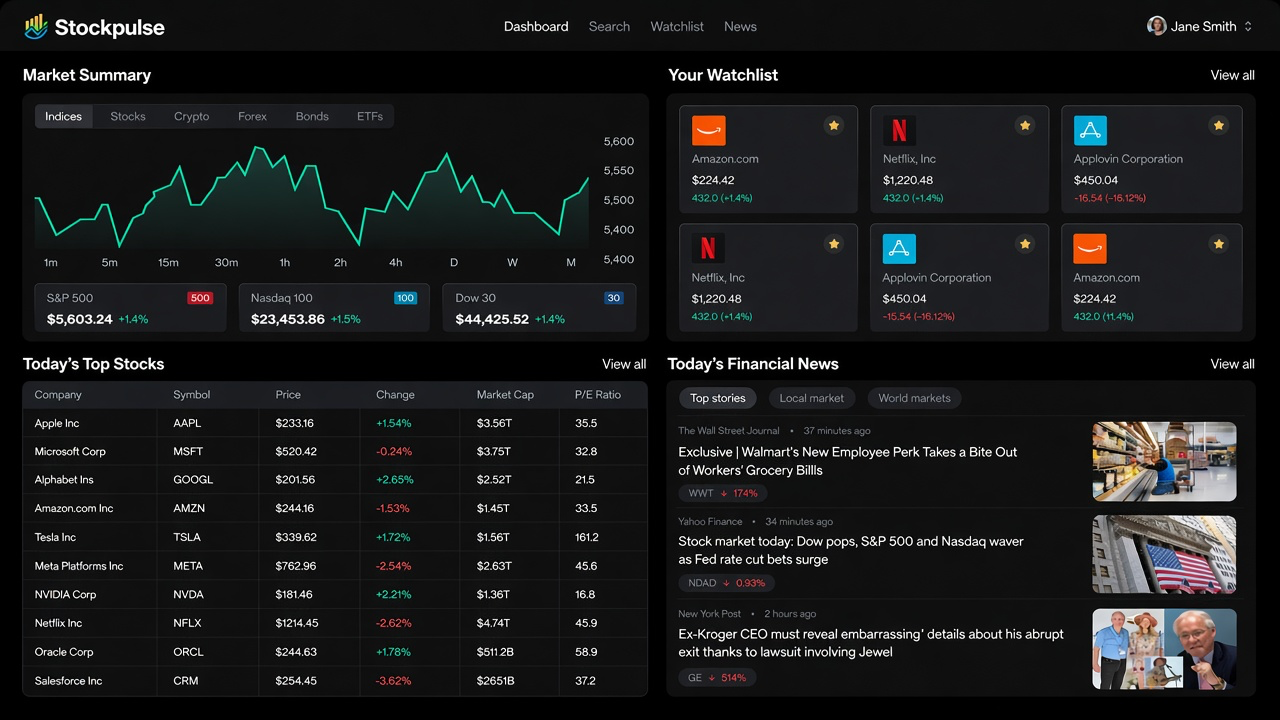 Stockpulse
Dashboard
Search
Watchlist
News
Jane Smith
Market Summary
Indices
Stocks
Crypto
Forex
Bonds
ETFs
5,600
5,550
5,500
5,400
5,400
1m
5m
15m
30m
1h
2h
4h
D
W
M
S&P 500
500
$5,603.24 +1.4%
Nasdaq 100
100
$23,453.86 +1.5%
Dow 30
30
$44,425.52 +1.4%
Your Watchlist
View all
Amazon.com
$224.42
432.0 (+1.4%)
N
Netflix, Inc
$1,220.48
432.0 (+1.4%)
Applovin Corporation
$450.04
-16.54 (-16.12%)
N
Netflix, Inc
$1,220.48
432.0 (+1.4%)
Applovin Corporation
$450.04
-15.54 (-16.12%)
Amazon.com
$224.42
432.0 (11.4%)
Today's Top Stocks
View all
Company Symbol Price Change Market Cap P/E Ratio
Apple Inc AAPL $233.16 +1.54% $3.56T 35.5
Microsoft Corp MSFT $520.42 -0.24% $3.75T 32.8
Alphabet Ins GOOGL $201.56 +2.65% $2.52T 21.5
Amazon.com Inc AMZN $244.16 -1.53% $1.45T 33.5
Tesla Inc TSLA $339.62 +1.72% $1.56T 161.2
Meta Platforms Inc META $762.96 -2.54% $2.63T 45.6
NVIDIA Corp NVDA $181.46 +2.21% $1.36T 16.8
Netflix Inc NFLX $1214.45 -2.62% $4.74T 45.9
Oracle Corp ORCL $244.63 +1.78% $511.2B 58.9
Salesforce Inc CRM $254.45 -3.62% $2651B 37.2
Today's Financial News
View all
Top stories
Local market
World markets
The Wall Street Journal • 37 minutes ago
Exclusive | Walmart's New Employee Perk Takes a Bite Out
of Workers' Grocery Billls
WWT ↓ 174%
Yahoo Finance • 34 minutes ago
Stock market today: Dow pops, S&P 500 and Nasdaq waver
as Fed rate cut bets surge
NDAD ↓ 0.93%
New York Post • 2 hours ago
Ex-Kroger CEO must reveal embarrassing' details about his abrupt
exit thanks to lawsuit involving Jewel
GE ↓ 514%